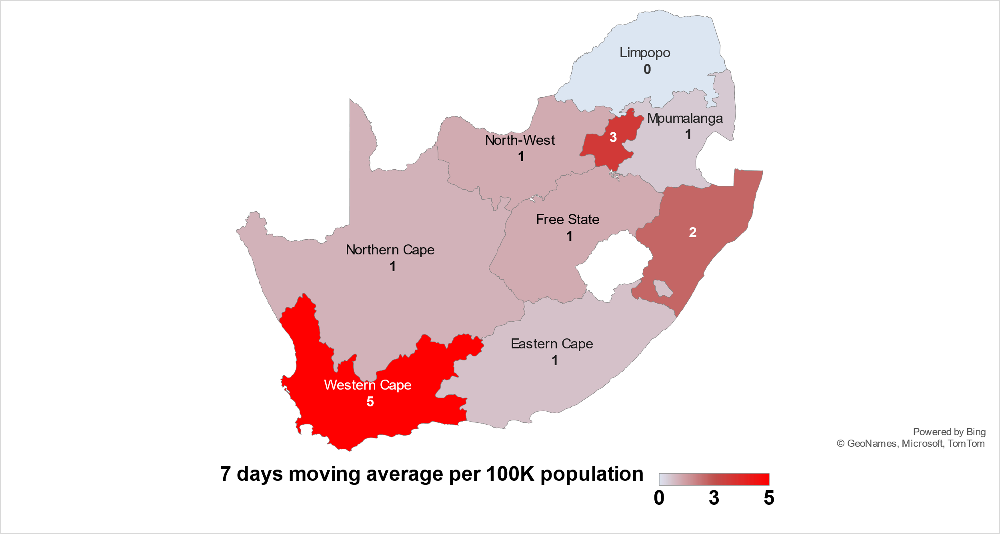 Limpopo
0
Mpumalanga
1
3
North-West
1
Free State
1
2
Northern Cape
1
Eastern Cape
1
Western Cape
5
Powered by Bing
© GeoNames, Microsoft, TomTom
7 days moving average per 100K population
0 3 5